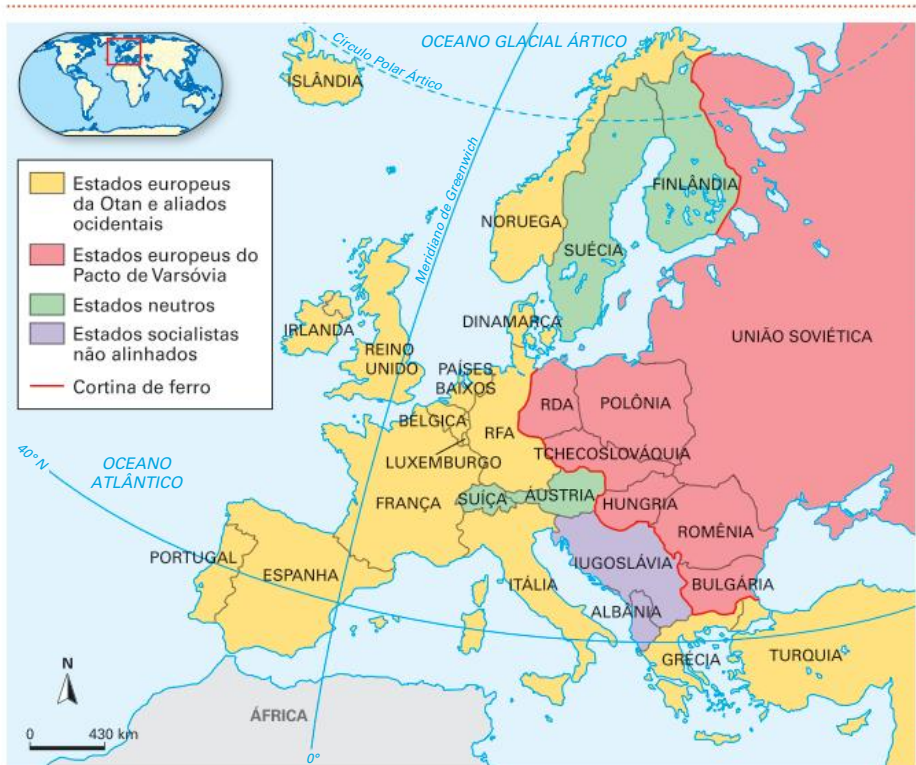 OCEANO GLACIAL ÁRTICO
Círculo Polar Ártico
ISLÂNDIA
Meridiano de Greenwich
Estados europeus
da Otan e aliados
ocidentais
Estados europeus do
Pacto de Varsóvia
Estados neutros
Estados socialistas
não alinhados
Cortina de ferro
FINLÂNDIA
NORUEGA
SUÉCIA
DINAMARCA
IRLANDA
REINO
UNIDO
UNIÃO SOVIÉTICA
PAÍSES
BAIXOS
RDA
POLÔNIA
BÉLGICA
RFA
TCHECOSLOVÁQUIA
LUXEMBURGO
40° N
OCEANO
ATLÂNTICO
FRANÇA
SUÍÇA
ÁUSTRIA
HUNGRIA
ROMÊNIA
PORTUGAL
ESPANHA
IUGOSLÁVIA
ITÁLIA
BULGÁRIA
ALBÂNIA
GRÉCIA
TURQUIA
N
ÁFRICA
0 430 km
0°